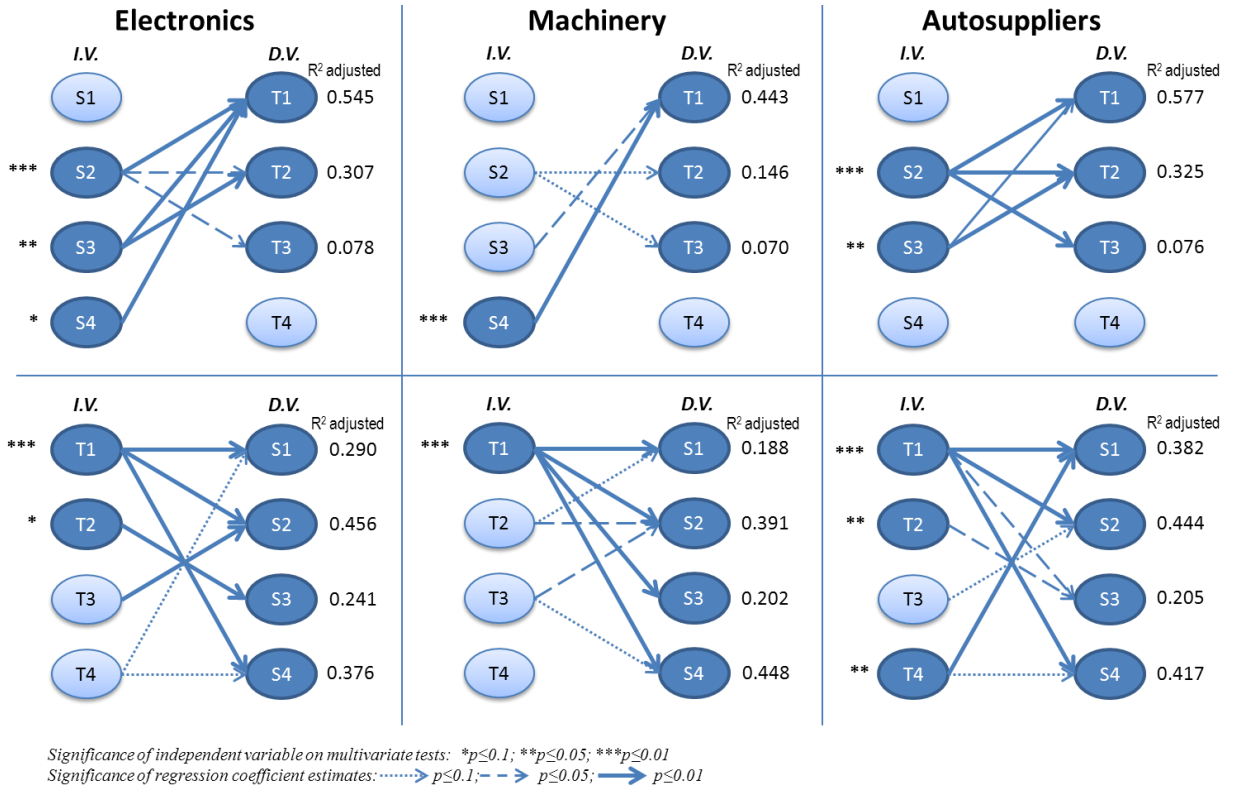 Electronics
Machinery
Autosuppliers
I.V.
D.V.
R² adjusted
S1
T1
0.545
***
S2
T2
0.307
**
S3
T3
0.078
*
S4
T4
I.V.
D.V.
R² adjusted
S1
T1
0.443
S2
T2
0.146
S3
T3
0.070
***
S4
T4
I.V.
D.V.
R² adjusted
S1
T1
0.577
***
S2
T2
0.325
**
S3
T3
0.076
S4
T4
I.V.
D.V.
R² adjusted
***
T1
S1
0.290
*
T2
S2
0.456
T3
S3
0.241
T4
S4
0.376
I.V.
D.V.
R² adjusted
***
T1
S1
0.188
T2
S2
0.391
T3
S3
0.202
T4
S4
0.448
I.V.
D.V.
R² adjusted
***
T1
S1
0.382
**
T2
S2
0.444
T3
S3
0.205
**
T4
S4
0.417
Significance of independent variable on multivariate tests: *p≤0.1; **p≤0.05; ***p≤0.01
Significance of regression coefficient estimates: p≤0.1; p≤0.05; p≤0.01